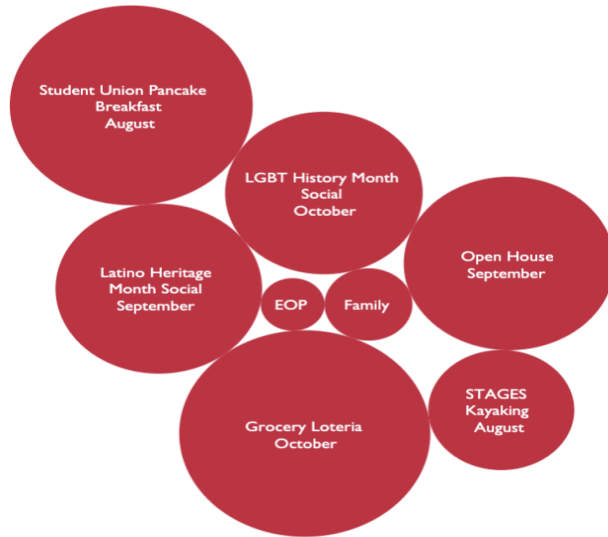 Student Union Pancake
Breakfast
August
LGBT History Month
Social
October
Open House
September
Latino Heritage
Month Social
September
EOP
Family
STAGES
Kayaking
August
Grocery Loteria
October